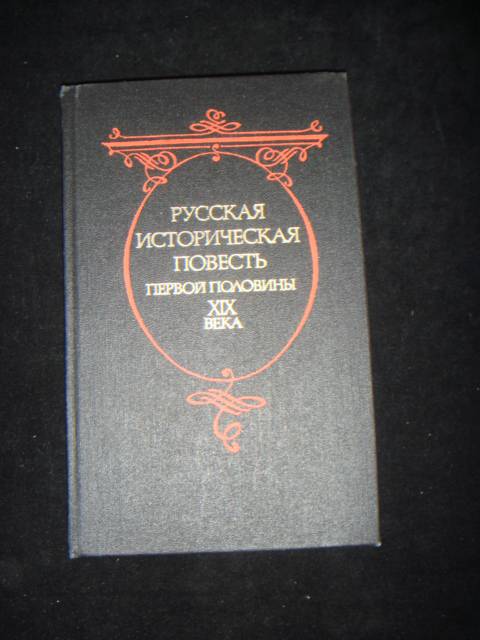 РУССКАЯ
ИСТОРИЧЕСКАЯ
ПОВЕСТЬ
ПЕРВОЙ ПОЛОВИНЫ
XIX
ВЕКА